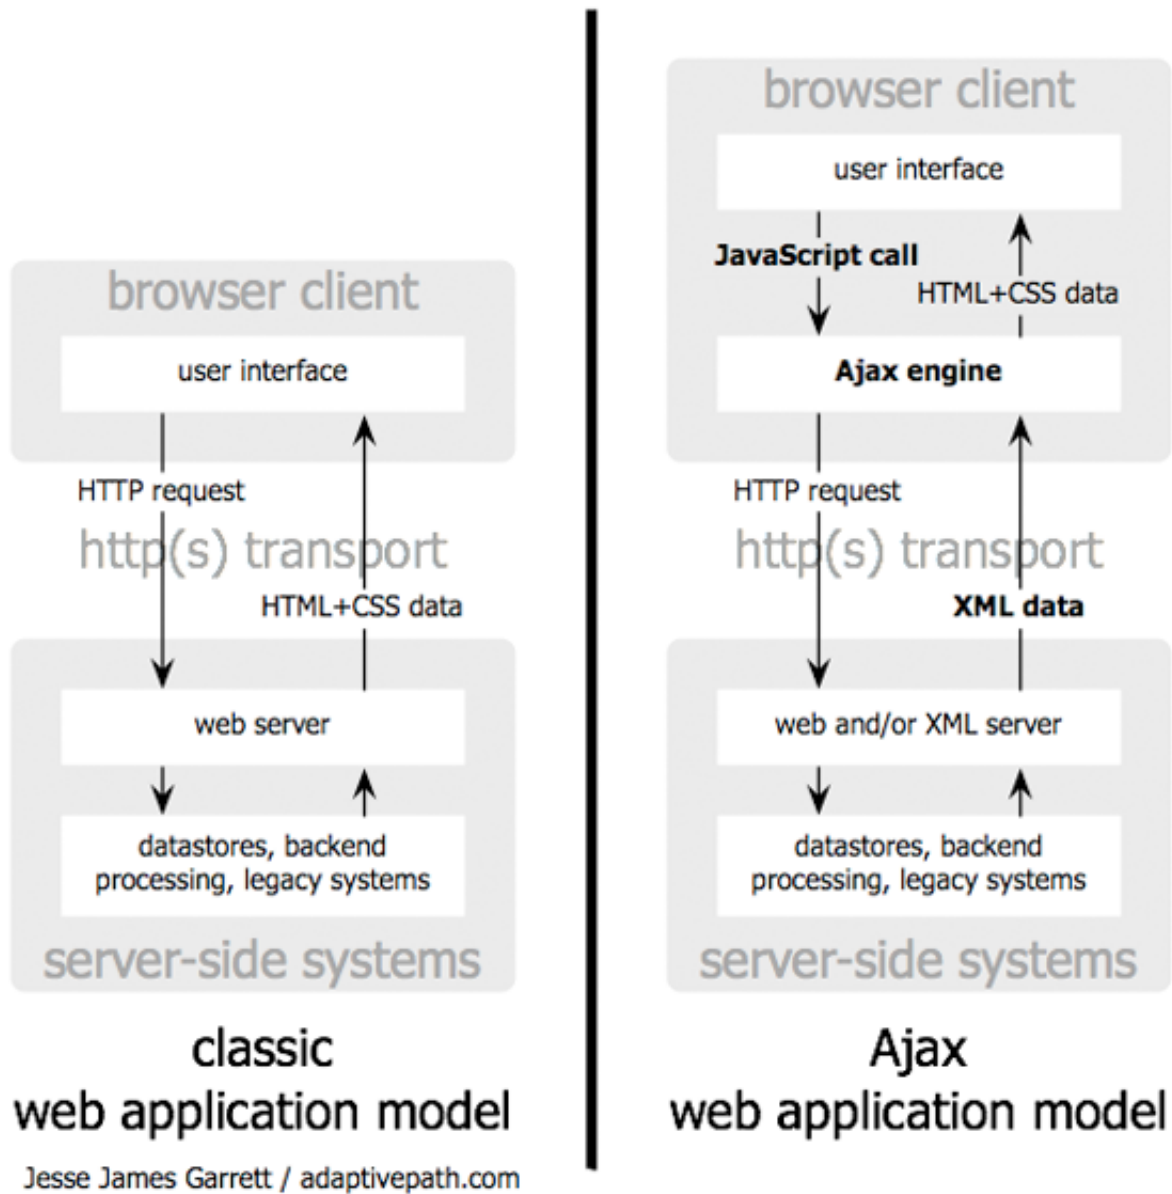 browser client
user interface
HTTP request
http(s) transport
HTML+CSS data
web server
datastores, backend
processing, legacy systems
server-side systems
classic
web application model
Jesse James Garrett / adaptivepath.com
browser client
user interface
JavaScript call
HTML+CSS data
Ajax engine
HTTP request
http(s) transport
XML data
web and/or XML server
datastores, backend
processing, legacy systems
server-side systems
Ajax
web application model